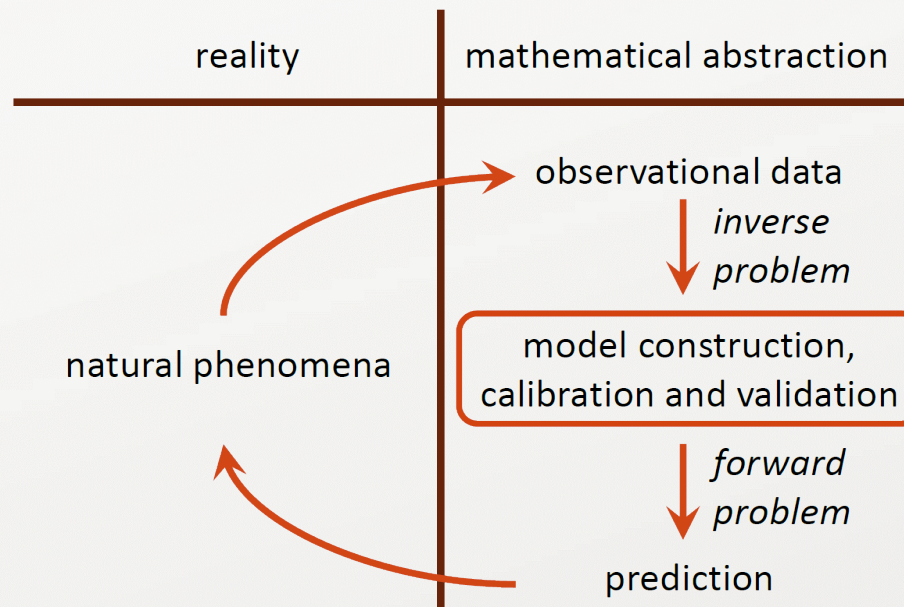 reality
mathematical abstraction
observational data
inverse
problem
natural phenomena
model construction,
calibration and validation
forward
problem
prediction